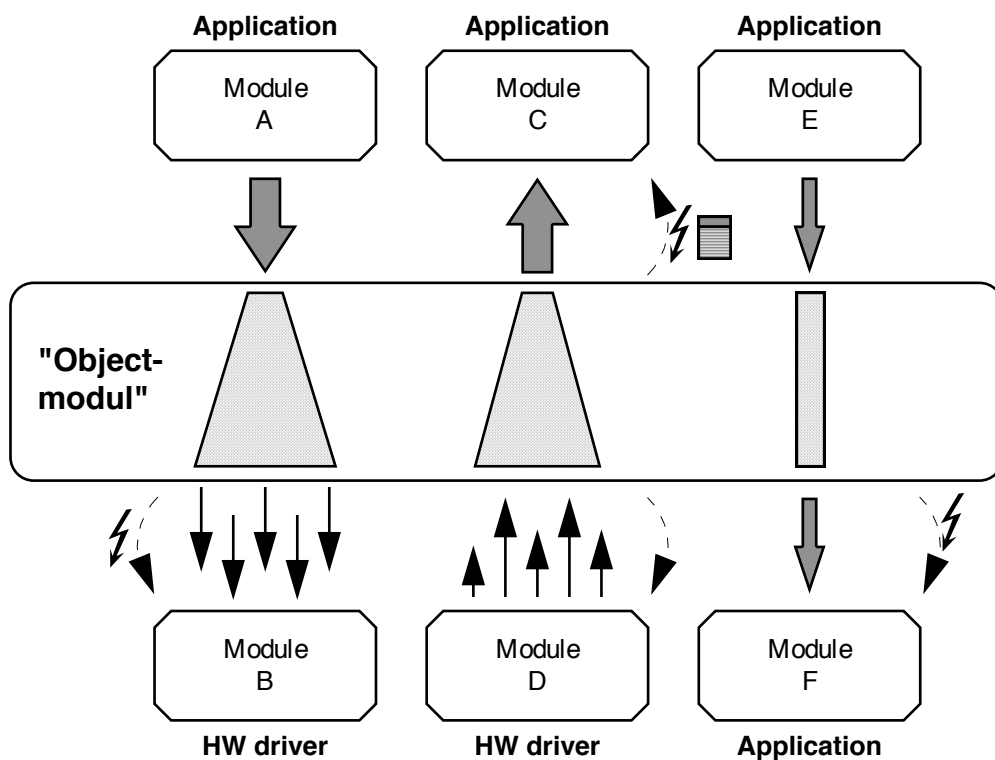 Application
Application
Application
Module
A
Module
C
Module
E
"Object-
modul"
Module
B
Module
D
Module
F
HW driver
HW driver
Application